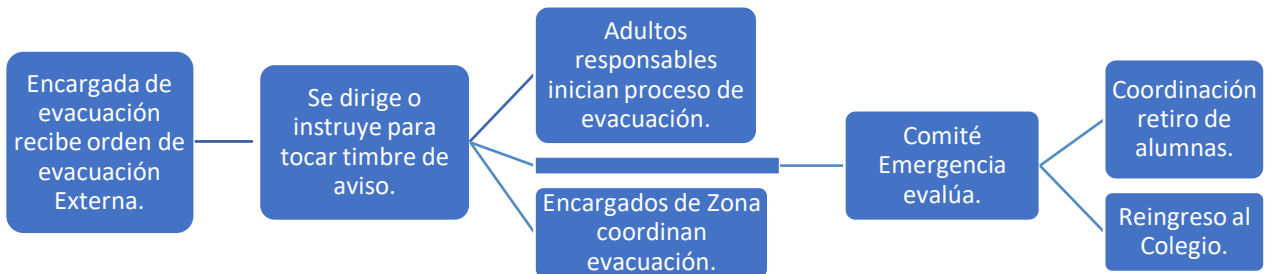 Encargada de
evacuación
recibe orden de
evacuación
Externa.
Se dirige o
instruye para
tocar timbre de
aviso.
Adultos
responsables
inician proceso de
evacuación.
Encargados de Zona
coordinan
evacuación.
Comité
Emergencia
evalúa.
Coordinación
retiro de
alumnas.
Reingreso al
Colegio.